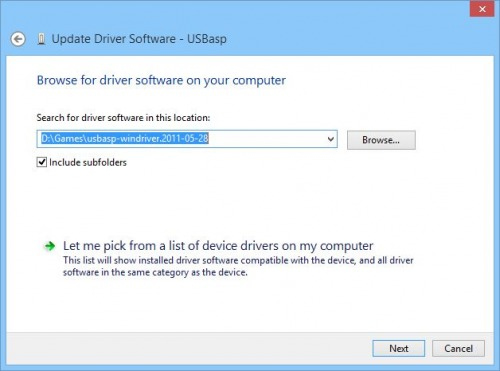 Update Driver Software - USBasp
Browse for driver software on your computer
Search for driver software in this location:
D:\Games\usbasp-windriver.2011-05-28
Browse...
Include subfolders
Let me pick from a list of device drivers on my computer
This list will show installed driver software compatible with the device, and all driver
software in the same category as the device.
Next
Cancel